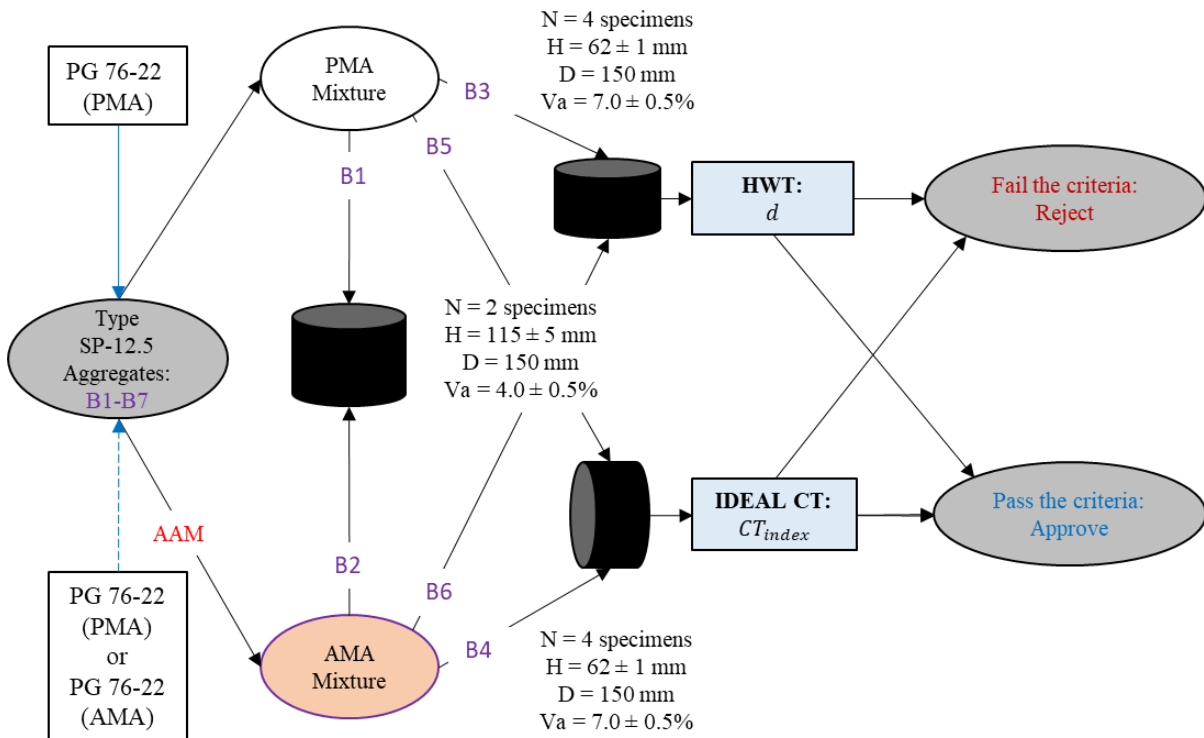 PG 76-22
(PMA)
PMA
Mixture
N = 4 specimens
H = 62 ± 1 mm
D = 150 mm
Va = 7.0 ± 0.5%
B3
B5
B1
HWT:
d
Fail the criteria:
Reject
Type
SP-12.5
Aggregates:
B1-B7
N = 2 specimens
H = 115 ± 5 mm
D = 150 mm
Va = 4.0 ± 0.5%
IDEAL CT:
CT_index
Pass the criteria:
Approve
AAM
B2
B6
B4
PG 76-22
(PMA)
or
PG 76-22
(AMA)
AMA
Mixture
N = 4 specimens
H = 62 ± 1 mm
D = 150 mm
Va = 7.0 ± 0.5%